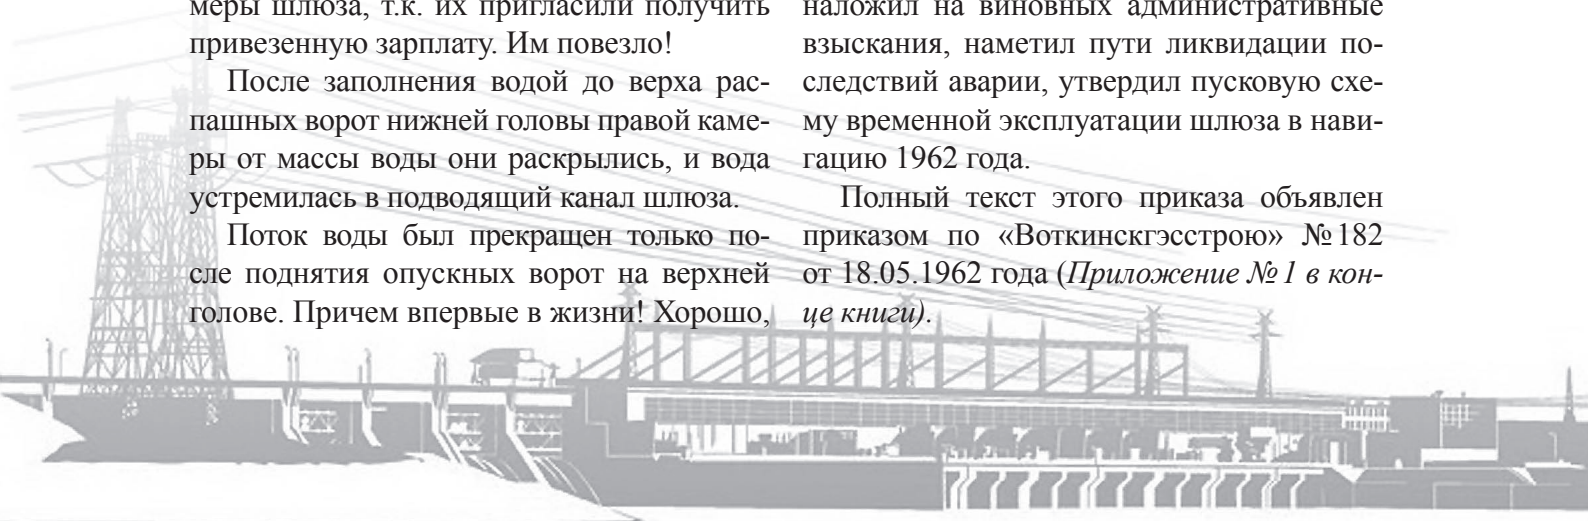 меры шлюза, т.к. их пригласили получить
привезенную зарплату. Им повезло!
После заполнения водой до верха рас-
пашных ворот нижней головы правой каме-
ры от массы воды они раскрылись, и вода
устремилась в подводящий канал шлюза.
Поток воды был прекращен только по-
сле поднятия опускных ворот на верхней
голове. Причем впервые в жизни! Хорошо,
наложил на виновных административные
взыскания, наметил пути ликвидации по-
следствий аварии, утвердил пусковую схе-
му временной эксплуатации шлюза в нави-
гацию 1962 года.
Полный текст этого приказа объявлен
приказом по «Воткинскгэсстрою» №182
от 18.05.1962 года (Приложение №1 в кон-
це книги).